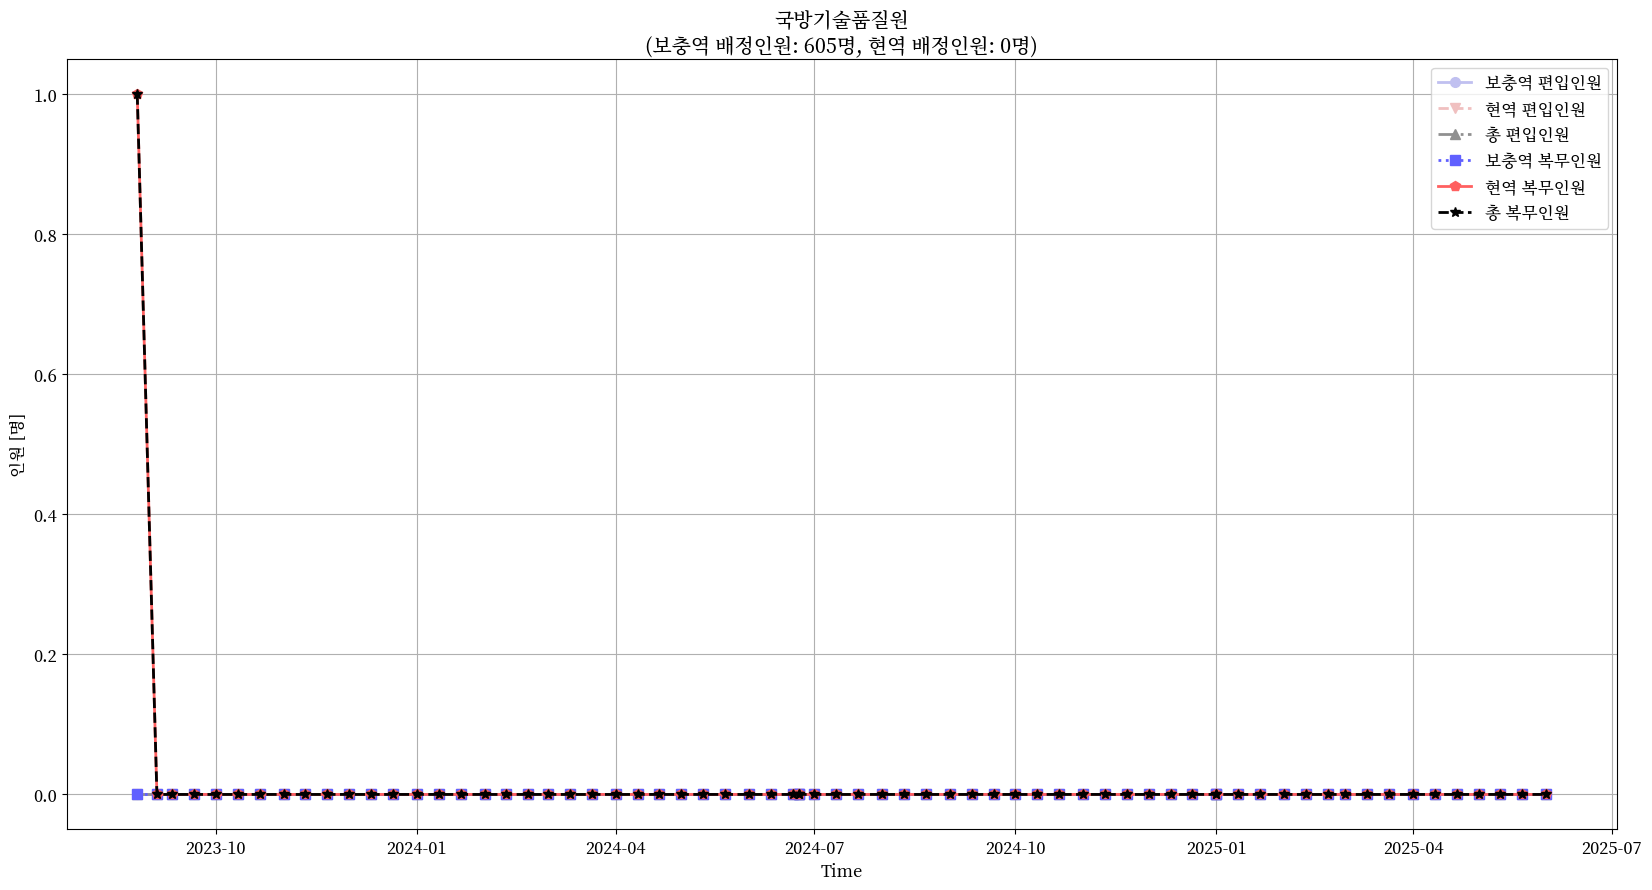 국방기술품질원
(보충역 배정인원: 605명, 현역 배정인원: 0명)
보충역 편입인원
현역 편입인원
총 편입인원
보충역 복무인원
현역 복무인원
총 복무인원
인원 [명]
1.0
0.8
0.6
0.4
0.2
0.0
2023-10
2024-01
2024-04
2024-07
2024-10
2025-01
2025-04
2025-07
Time